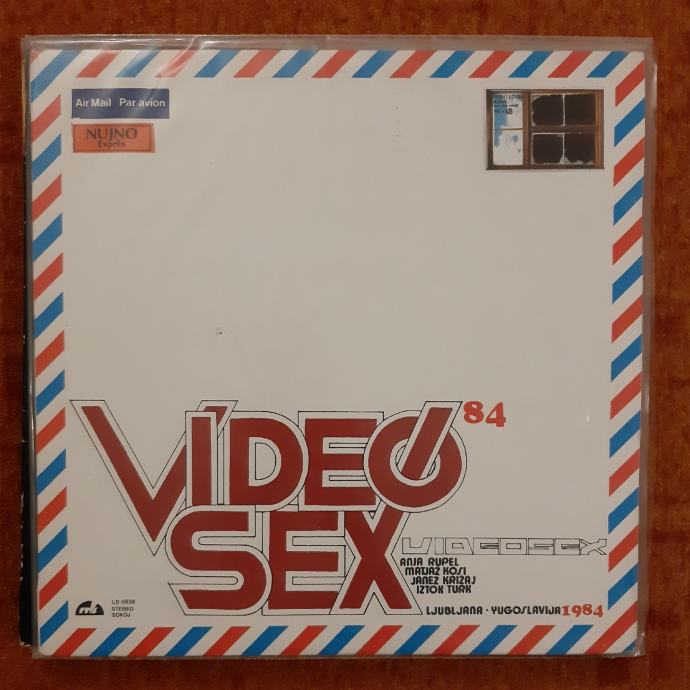 Air Mail Par avion
NUJNO
Exprès
18
VIDEO
84
SEX
VIDEOSEX
ANJA RUPEL
MATJAŽ KOSI
JANEZ KRIŽAJ
IZTOK TURK
LJUBLJANA · YUGOSLAVIJA 1984
LD 0938
STEREO
SOKOJ